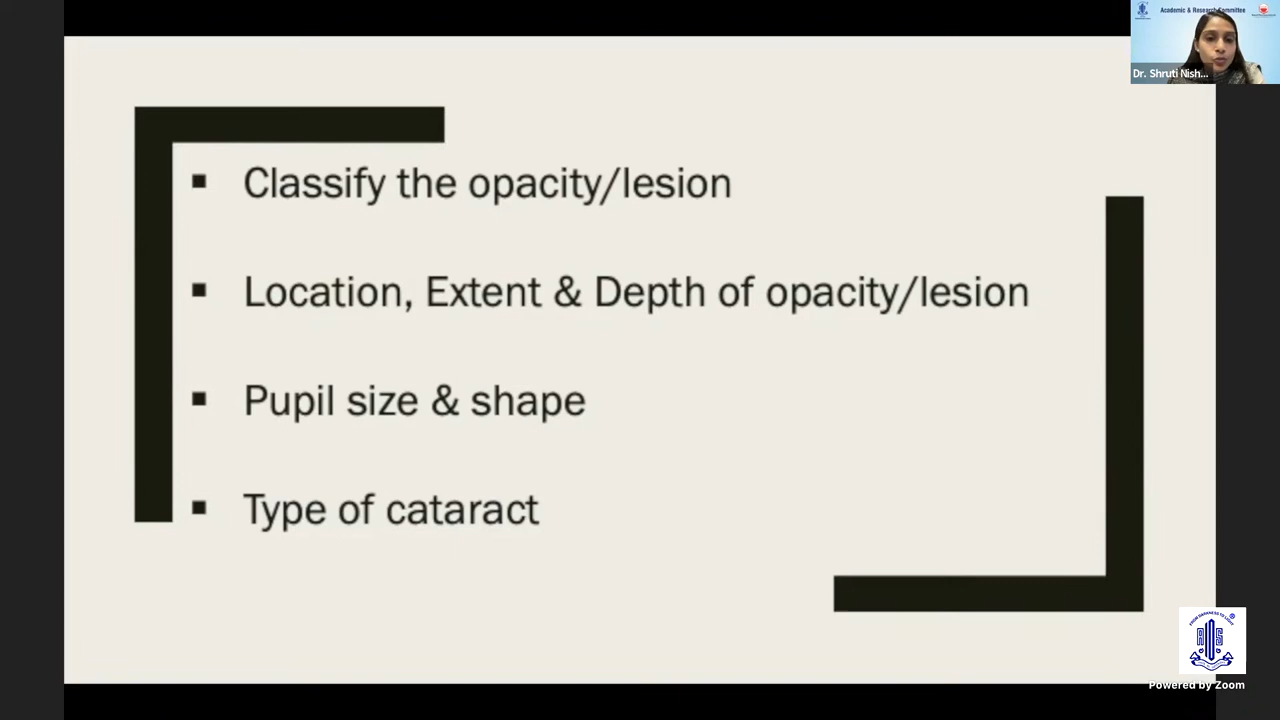 Academic & Research Committee
Dr. Shruti Nish...
▪ Classify the opacity/lesion
▪ Location, Extent & Depth of opacity/lesion
▪ Pupil size & shape
▪ Type of cataract
Powered by Zoom